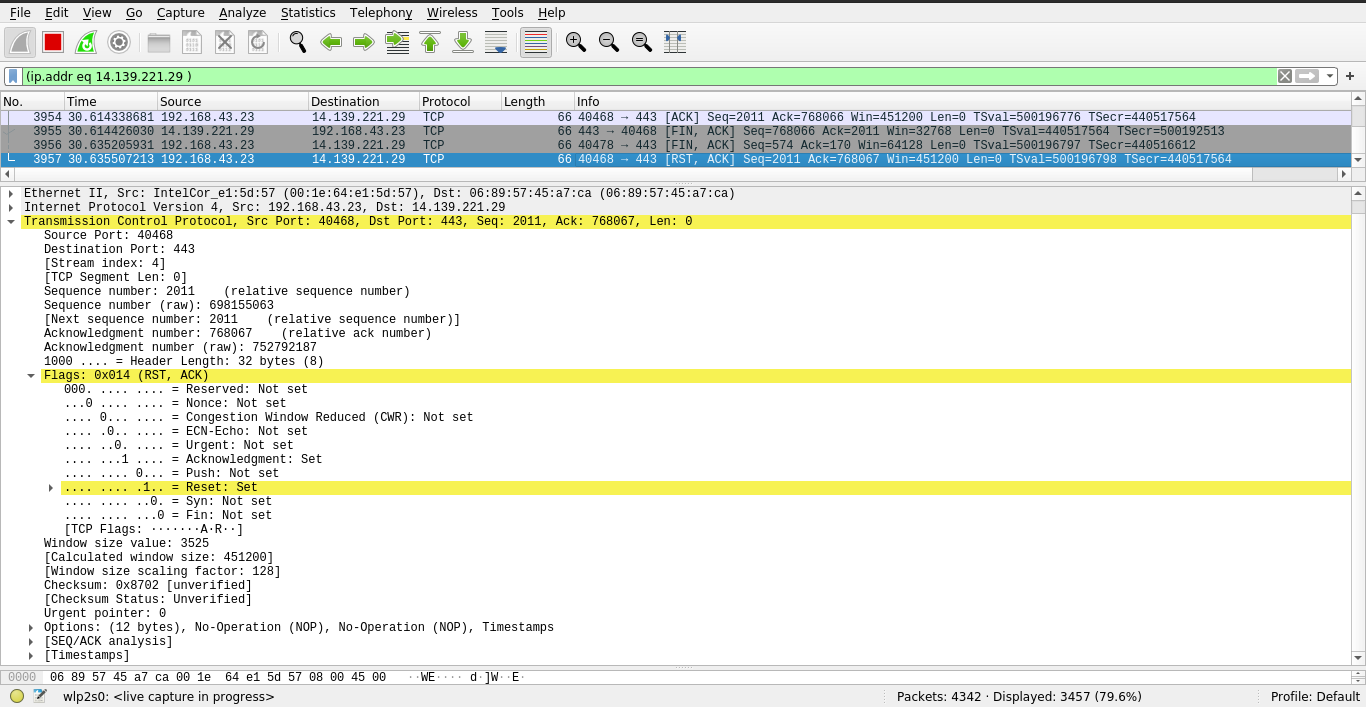 File Edit View Go Capture Analyze Statistics Telephony Wireless Tools Help
(ip.addr eq 14.139.221.29 )
No. Time Source Destination Protocol Length Info
3954 30.614338681 192.168.43.23 14.139.221.29 TCP 66 40468 → 443 [ACK] Seq=2011 Ack=768066 Win=451200 Len=0 TSval=500196776 TSecr=440517564
3955 30.614426030 14.139.221.29 192.168.43.23 TCP 66 443 → 40468 [FIN, ACK] Seq=768066 Ack=2011 Win=32768 Len=0 TSval=440517564 TSecr=500192513
3956 30.635205931 192.168.43.23 14.139.221.29 TCP 66 40478 → 443 [FIN, ACK] Seq=574 Ack=170 Win=64128 Len=0 TSval=500196797 TSecr=440516612
3957 30.635507213 192.168.43.23 14.139.221.29 TCP 66 40468 → 443 [RST, ACK] Seq=2011 Ack=768067 Win=451200 Len=0 TSval=500196798 TSecr=440517564
Ethernet II, Src: IntelCor_e1:5d:57 (00:1e:64:e1:5d:57), Dst: 06:89:57:45:a7:ca (06:89:57:45:a7:ca)
Internet Protocol Version 4, Src: 192.168.43.23, Dst: 14.139.221.29
Transmission Control Protocol, Src Port: 40468, Dst Port: 443, Seq: 2011, Ack: 768067, Len: 0
Source Port: 40468
Destination Port: 443
[Stream index: 4]
[TCP Segment Len: 0]
Sequence number: 2011    (relative sequence number)
Sequence number (raw): 698155063
[Next sequence number: 2011    (relative sequence number)]
Acknowledgment number: 768067    (relative ack number)
Acknowledgment number (raw): 752792187
1000 .... = Header Length: 32 bytes (8)
Flags: 0x014 (RST, ACK)
000. .... .... = Reserved: Not set
...0 .... .... = Nonce: Not set
.... 0... .... = Congestion Window Reduced (CWR): Not set
.... .0.. .... = ECN-Echo: Not set
.... ..0. .... = Urgent: Not set
.... ...1 .... = Acknowledgment: Set
.... .... 0... = Push: Not set
.... .... .1.. = Reset: Set
.... .... ..0. = Syn: Not set
.... .... ...0 = Fin: Not set
[TCP Flags: ·······A·R··]
Window size value: 3525
[Calculated window size: 451200]
[Window size scaling factor: 128]
Checksum: 0x8702 [unverified]
[Checksum Status: Unverified]
Urgent pointer: 0
Options: (12 bytes), No-Operation (NOP), No-Operation (NOP), Timestamps
[SEQ/ACK analysis]
[Timestamps]
0000 06 89 57 45 a7 ca 00 1e 64 e1 5d 57 08 00 45 00 ··WE···· d·]W··E·
wlp2s0: <live capture in progress> Packets: 4342 · Displayed: 3457 (79.6%) Profile: Default